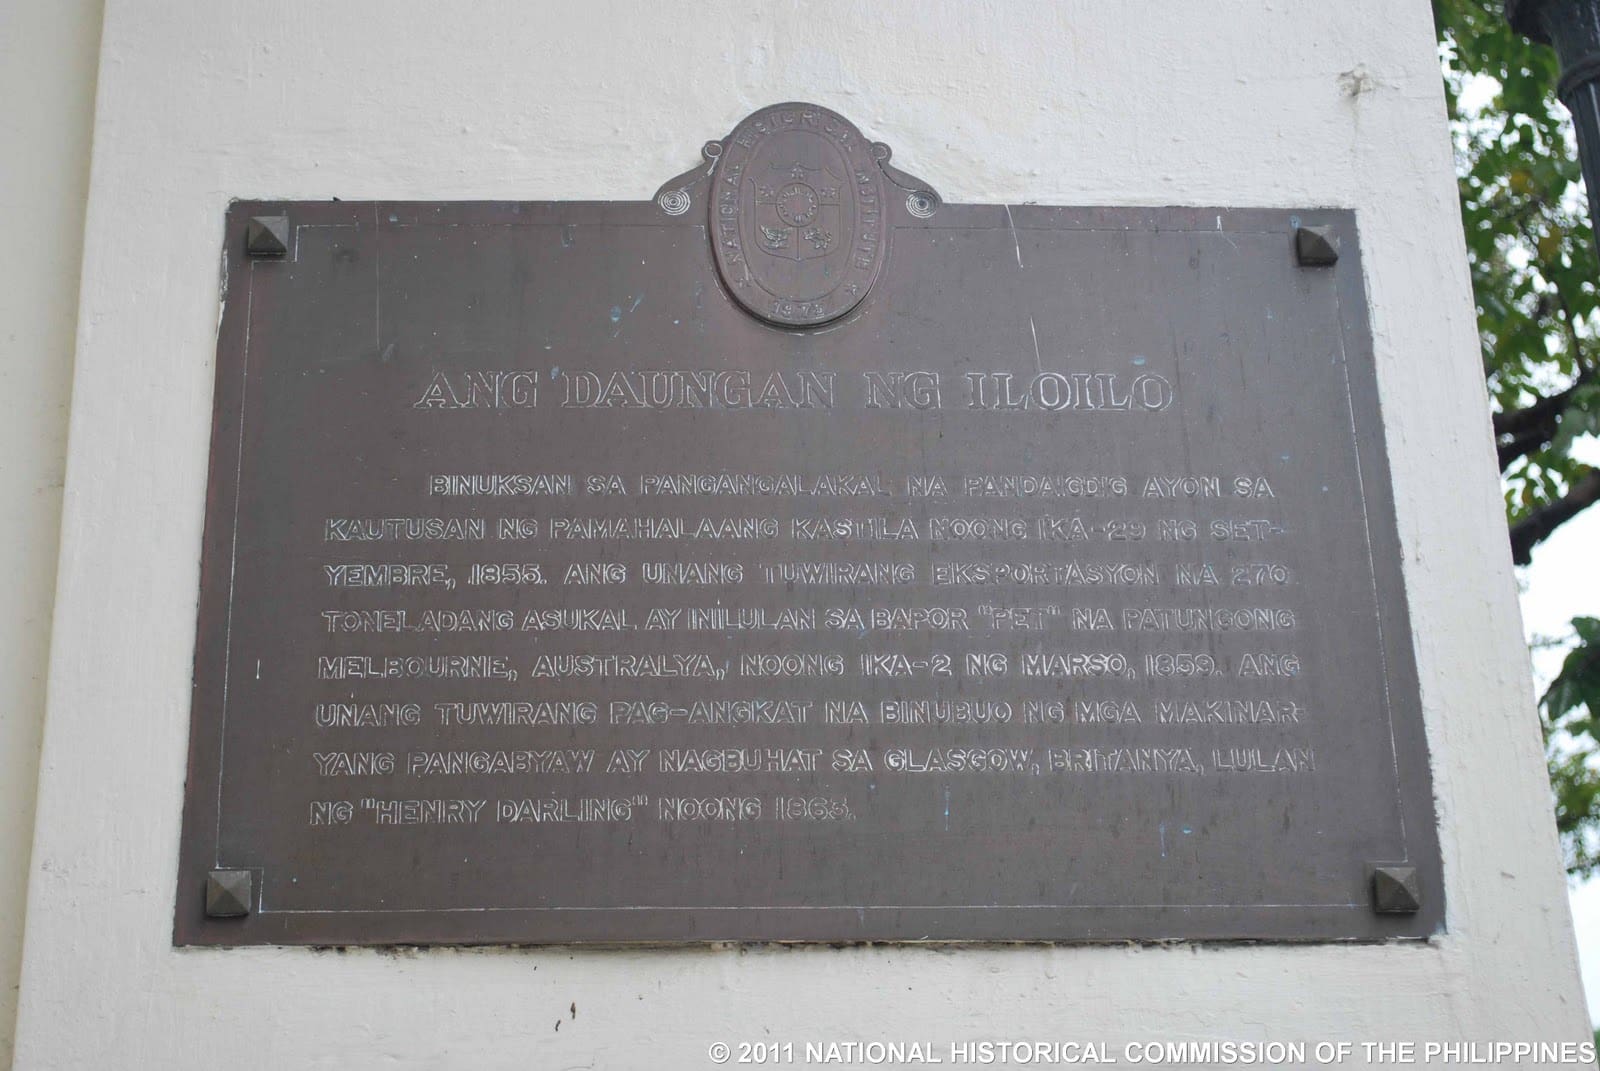 NATIONAL HISTORICAL INSTITUTE
ANG DAUNGAN NG ILOILO
BINUKSAN SA PANGANGALAKAL NA PANDAIGDIG AYON SA
KAUTUSAN NG PAMAHALAANG KASTILA NOONG IKA-29 NG SET-
YEMBRE, 1855. ANG UNANG TUWIRANG EKSPORTASYON NA 270
TONELADANG ASUKAL AY INILULAN SA BAPOR "PET" NA PATUNGONG
MELBOURNE, AUSTRALYA, NOONG IKA-2 NG MARSO, 1859. ANG
UNANG TUWIRANG PAG-ANGKAT NA BINUBUO NG MGA MAKINAR-
YANG PANGABYAW AY NAGBUHAT SA GLASGOW, BRITANYA, LULAN
NG "HENRY DARLING" NOONG 1863.
© 2011 NATIONAL HISTORICAL COMMISSION OF THE PHILIPPINES